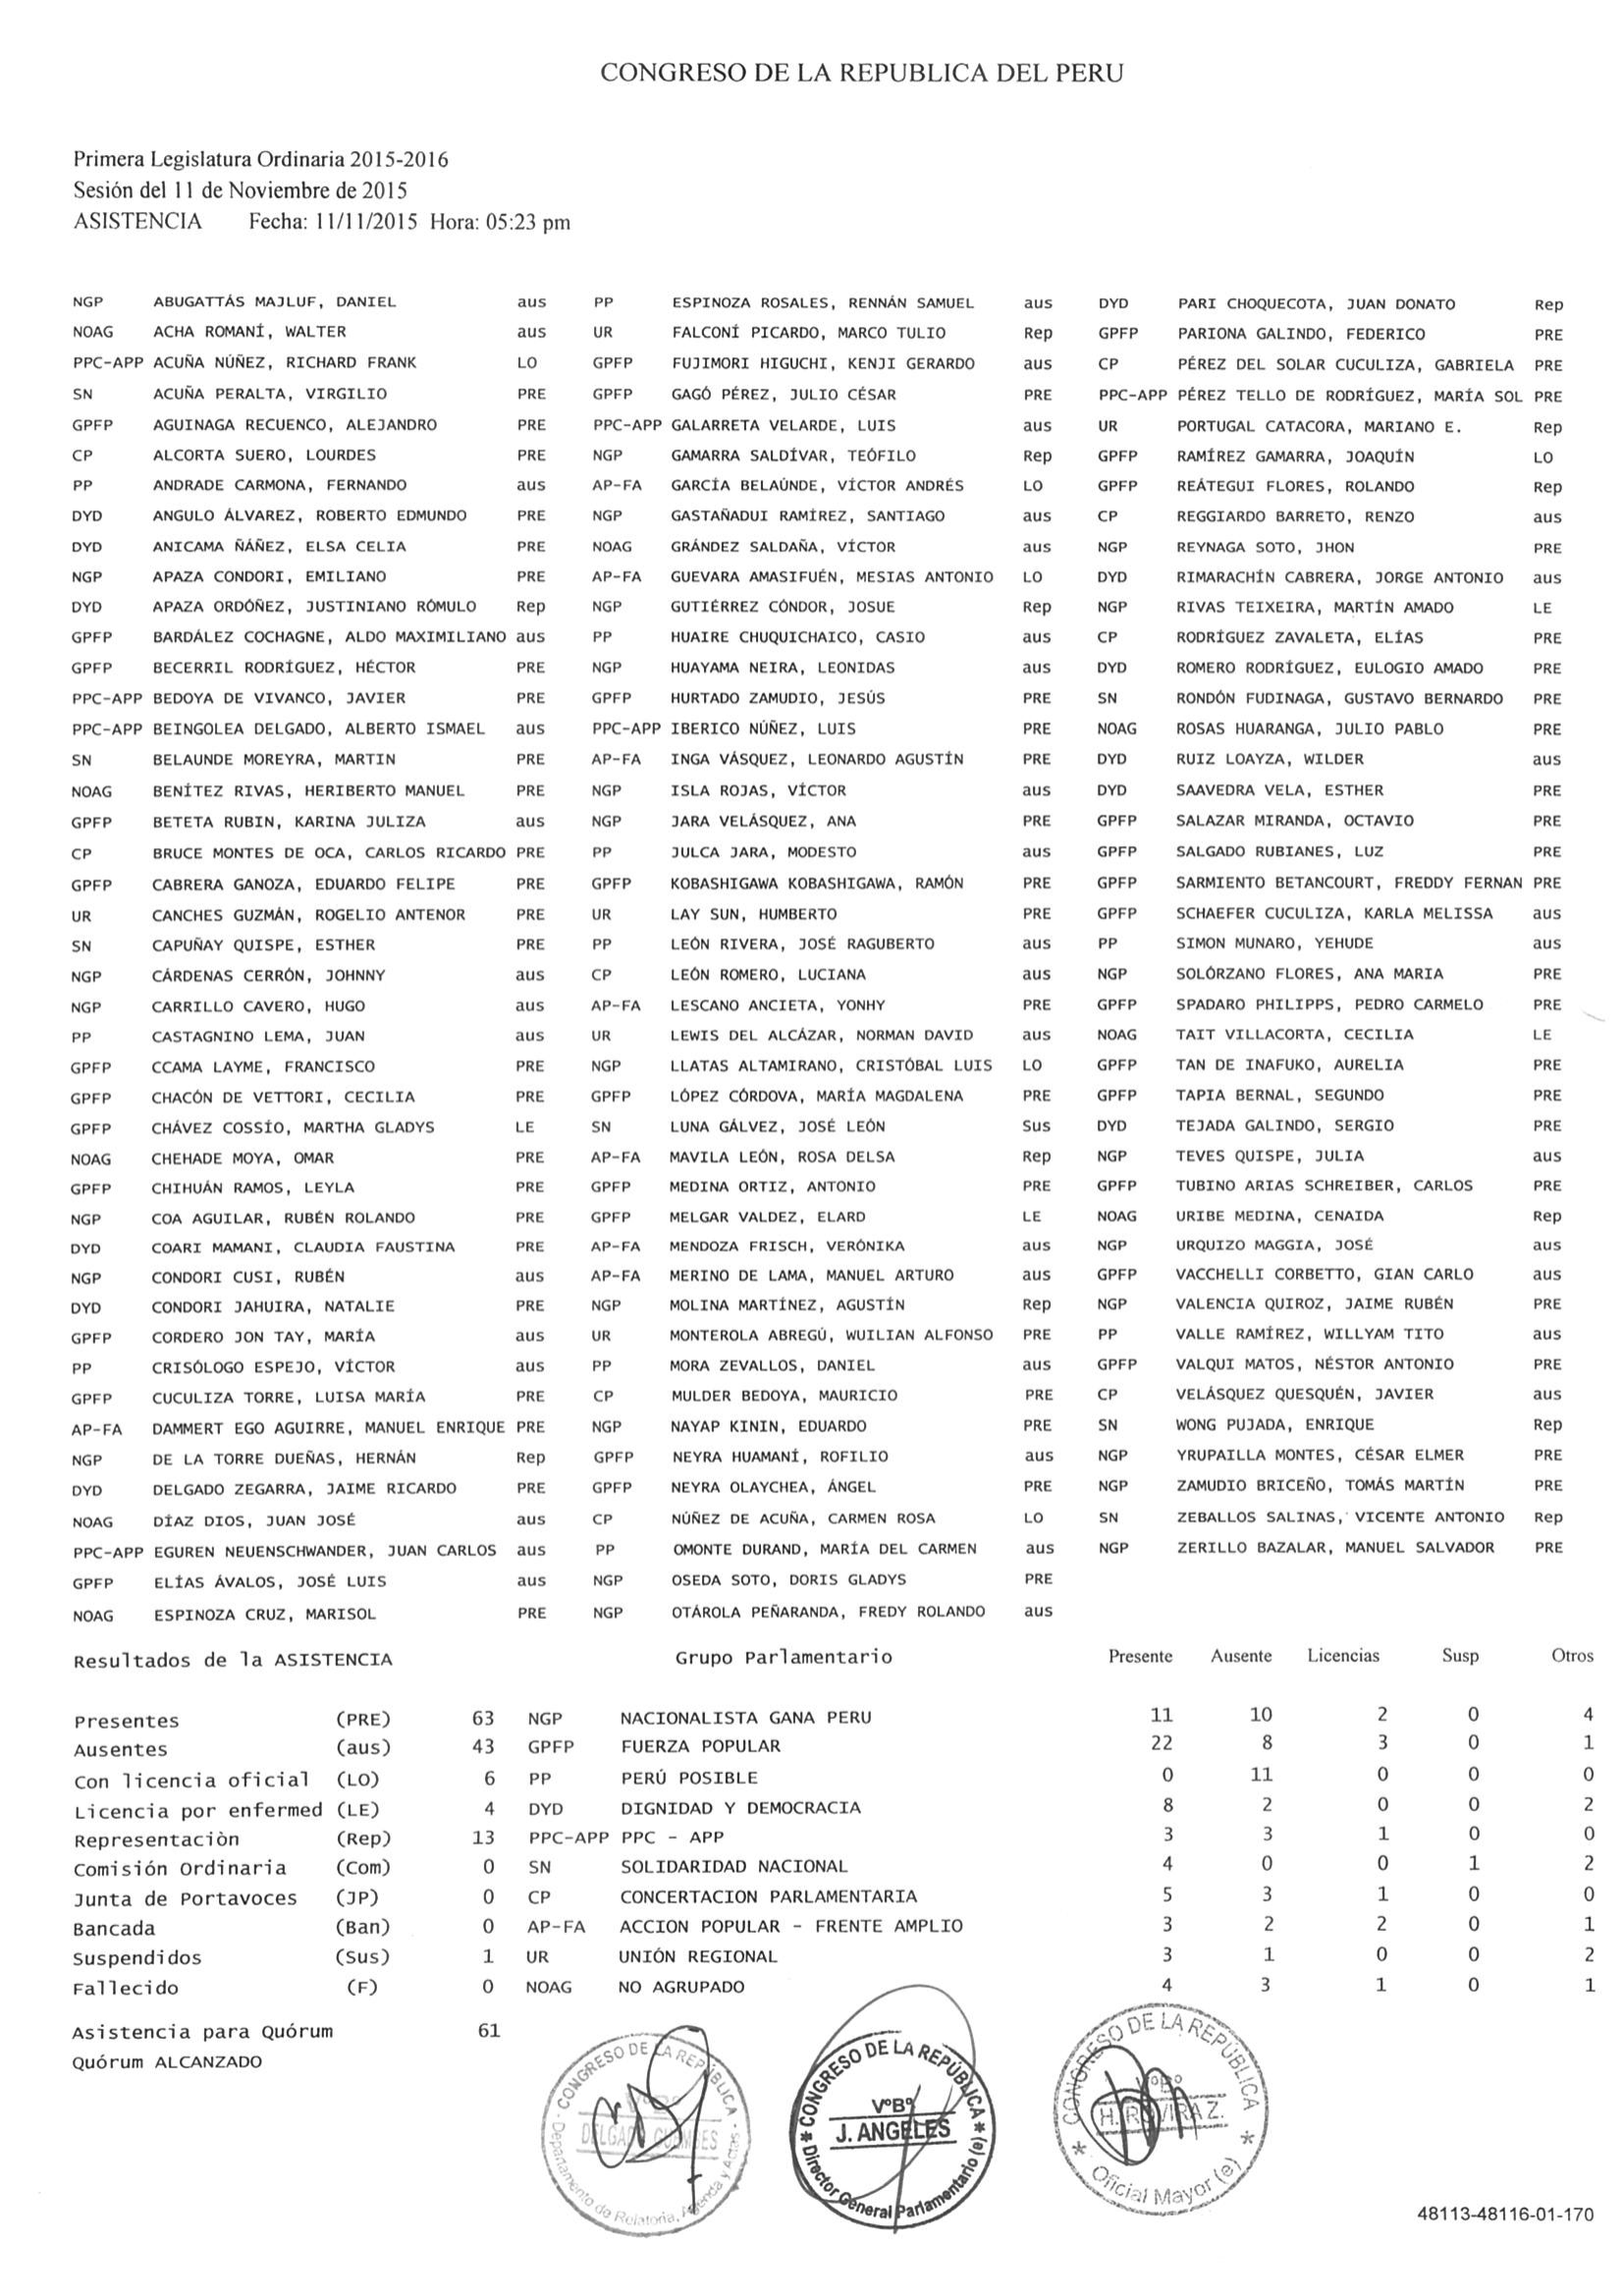 CONGRESO DE LA REPUBLICA DEL PERU
Primera Legislatura Ordinaria 2015-2016
Sesión del 11 de Noviembre de 2015
ASISTENCIA Fecha: 11/11/2015 Hora: 05:23 pm
NGP ABUGATTÁS MAJLUF, DANIEL aus PP ESPINOZA ROSALES, RENNÁN SAMUEL aus DYD PARI CHOQUECOTA, JUAN DONATO Rep
NOAG ACHA ROMANÍ, WALTER aus UR FALCONÍ PICARDO, MARCO TULIO Rep GPFP PARIONA GALINDO, FEDERICO PRE
PPC-APP ACUÑA NÚÑEZ, RICHARD FRANK LO GPFP FUJIMORI HIGUCHI, KENJI GERARDO aus CP PÉREZ DEL SOLAR CUCULIZA, GABRIELA PRE
SN ACUÑA PERALTA, VIRGILIO PRE GPFP GAGÓ PÉREZ, JULIO CÉSAR PRE PPC-APP PÉREZ TELLO DE RODRÍGUEZ, MARÍA SOL PRE
GPFP AGUINAGA RECUENCO, ALEJANDRO PRE PPC-APP GALARRETA VELARDE, LUIS aus UR PORTUGAL CATACORA, MARIANO E. Rep
CP ALCORTA SUERO, LOURDES PRE NGP GAMARRA SALDÍVAR, TEÓFILO Rep GPFP RAMÍREZ GAMARRA, JOAQUÍN LO
PP ANDRADE CARMONA, FERNANDO aus AP-FA GARCÍA BELAÚNDE, VÍCTOR ANDRÉS LO GPFP REÁTEGUI FLORES, ROLANDO Rep
DYD ANGULO ÁLVAREZ, ROBERTO EDMUNDO PRE NGP GASTAÑADUI RAMÍREZ, SANTIAGO aus CP REGGIARDO BARRETO, RENZO aus
DYD ANICAMA ÑÁÑEZ, ELSA CELIA PRE NOAG GRÁNDEZ SALDAÑA, VÍCTOR aus NGP REYNAGA SOTO, JHON PRE
NGP APAZA CONDORI, EMILIANO PRE AP-FA GUEVARA AMASIFUÉN, MESIAS ANTONIO LO DYD RIMARACHÍN CABRERA, JORGE ANTONIO aus
DYD APAZA ORDÓÑEZ, JUSTINIANO RÓMULO Rep NGP GUTIÉRREZ CÓNDOR, JOSUE Rep NGP RIVAS TEIXEIRA, MARTÍN AMADO LE
GPFP BARDÁLEZ COCHAGNE, ALDO MAXIMILIANO aus PP HUAIRE CHUQUICHAICO, CASIO aus CP RODRÍGUEZ ZAVALETA, ELÍAS PRE
GPFP BECERRIL RODRÍGUEZ, HÉCTOR PRE NGP HUAYAMA NEIRA, LEONIDAS aus DYD ROMERO RODRÍGUEZ, EULOGIO AMADO PRE
PPC-APP BEDOYA DE VIVANCO, JAVIER PRE GPFP HURTADO ZAMUDIO, JESÚS PRE SN RONDÓN FUDINAGA, GUSTAVO BERNARDO PRE
PPC-APP BEINGOLEA DELGADO, ALBERTO ISMAEL aus PPC-APP IBERICO NÚÑEZ, LUIS PRE NOAG ROSAS HUARANGA, JULIO PABLO PRE
SN BELAUNDE MOREYRA, MARTIN PRE AP-FA INGA VÁSQUEZ, LEONARDO AGUSTÍN PRE DYD RUIZ LOAYZA, WILDER aus
NOAG BENÍTEZ RIVAS, HERIBERTO MANUEL PRE NGP ISLA ROJAS, VÍCTOR aus DYD SAAVEDRA VELA, ESTHER PRE
GPFP BETETA RUBIN, KARINA JULIZA aus NGP JARA VELÁSQUEZ, ANA PRE GPFP SALAZAR MIRANDA, OCTAVIO PRE
CP BRUCE MONTES DE OCA, CARLOS RICARDO PRE PP JULCA JARA, MODESTO aus GPFP SALGADO RUBIANES, LUZ PRE
GPFP CABRERA GANOZA, EDUARDO FELIPE PRE GPFP KOBASHIGAWA KOBASHIGAWA, RAMÓN PRE GPFP SARMIENTO BETANCOURT, FREDDY FERNAN PRE
UR CANCHES GUZMÁN, ROGELIO ANTENOR PRE UR LAY SUN, HUMBERTO PRE GPFP SCHAEFER CUCULIZA, KARLA MELISSA aus
SN CAPUÑAY QUISPE, ESTHER PRE PP LEÓN RIVERA, JOSÉ RAGUBERTO aus PP SIMON MUNARO, YEHUDE aus
NGP CÁRDENAS CERRÓN, JOHNNY aus CP LEÓN ROMERO, LUCIANA aus NGP SOLÓRZANO FLORES, ANA MARIA PRE
NGP CARRILLO CAVERO, HUGO aus AP-FA LESCANO ANCIETA, YONHY PRE GPFP SPADARO PHILIPPS, PEDRO CARMELO PRE
PP CASTAGNINO LEMA, JUAN aus UR LEWIS DEL ALCÁZAR, NORMAN DAVID aus NOAG TAIT VILLACORTA, CECILIA LE
GPFP CCAMA LAYME, FRANCISCO PRE NGP LLATAS ALTAMIRANO, CRISTÓBAL LUIS LO GPFP TAN DE INAFUKO, AURELIA PRE
GPFP CHACÓN DE VETTORI, CECILIA PRE GPFP LÓPEZ CÓRDOVA, MARÍA MAGDALENA PRE GPFP TAPIA BERNAL, SEGUNDO PRE
GPFP CHÁVEZ COSSÍO, MARTHA GLADYS LE SN LUNA GÁLVEZ, JOSÉ LEÓN Sus DYD TEJADA GALINDO, SERGIO PRE
NOAG CHEHADE MOYA, OMAR PRE AP-FA MAVILA LEÓN, ROSA DELSA Rep NGP TEVES QUISPE, JULIA aus
GPFP CHIHUÁN RAMOS, LEYLA PRE GPFP MEDINA ORTIZ, ANTONIO PRE GPFP TUBINO ARIAS SCHREIBER, CARLOS PRE
NGP COA AGUILAR, RUBÉN ROLANDO PRE GPFP MELGAR VALDEZ, ELARD LE NOAG URIBE MEDINA, CENAIDA Rep
DYD COARI MAMANI, CLAUDIA FAUSTINA PRE AP-FA MENDOZA FRISCH, VERÓNIKA aus NGP URQUIZO MAGGIA, JOSÉ aus
NGP CONDORI CUSI, RUBÉN aus AP-FA MERINO DE LAMA, MANUEL ARTURO aus GPFP VACCHELLI CORBETTO, GIAN CARLO aus
DYD CONDORI JAHUIRA, NATALIE PRE NGP MOLINA MARTÍNEZ, AGUSTÍN Rep NGP VALENCIA QUIROZ, JAIME RUBÉN PRE
GPFP CORDERO JON TAY, MARÍA aus UR MONTEROLA ABREGÚ, WUILIAN ALFONSO PRE PP VALLE RAMÍREZ, WILLYAM TITO aus
PP CRISÓLOGO ESPEJO, VÍCTOR aus PP MORA ZEVALLOS, DANIEL aus GPFP VALQUI MATOS, NÉSTOR ANTONIO PRE
GPFP CUCULIZA TORRE, LUISA MARÍA PRE CP MULDER BEDOYA, MAURICIO PRE CP VELÁSQUEZ QUESQUÉN, JAVIER aus
AP-FA DAMMERT EGO AGUIRRE, MANUEL ENRIQUE PRE NGP NAYAP KININ, EDUARDO PRE SN WONG PUJADA, ENRIQUE Rep
NGP DE LA TORRE DUEÑAS, HERNÁN Rep GPFP NEYRA HUAMANÍ, ROFILIO aus NGP YRUPAILLA MONTES, CÉSAR ELMER PRE
DYD DELGADO ZEGARRA, JAIME RICARDO PRE GPFP NEYRA OLAYCHEA, ÁNGEL PRE NGP ZAMUDIO BRICEÑO, TOMÁS MARTÍN PRE
NOAG DÍAZ DIOS, JUAN JOSÉ aus CP NÚÑEZ DE ACUÑA, CARMEN ROSA LO SN ZEBALLOS SALINAS, VICENTE ANTONIO Rep
PPC-APP EGUREN NEUENSCHWANDER, JUAN CARLOS aus PP OMONTE DURAND, MARÍA DEL CARMEN aus NGP ZERILLO BAZALAR, MANUEL SALVADOR PRE
GPFP ELÍAS ÁVALOS, JOSÉ LUIS aus NGP OSEDA SOTO, DORIS GLADYS PRE
NOAG ESPINOZA CRUZ, MARISOL PRE NGP OTÁROLA PEÑARANDA, FREDY ROLANDO aus
Resultados de la ASISTENCIA Grupo Parlamentario Presente Ausente Licencias Susp Otros
Presentes (PRE) 63 NGP NACIONALISTA GANA PERU 11 10 2 0 4
Ausentes (aus) 43 GPFP FUERZA POPULAR 22 8 3 0 1
Con licencia oficial (LO) 6 PP PERÚ POSIBLE 0 11 0 0 0
Licencia por enfermed (LE) 4 DYD DIGNIDAD Y DEMOCRACIA 8 2 0 0 2
Representaciòn (Rep) 13 PPC-APP PPC - APP 3 3 1 0 0
Comisión Ordinaria (Com) 0 SN SOLIDARIDAD NACIONAL 4 0 0 1 2
Junta de Portavoces (JP) 0 CP CONCERTACION PARLAMENTARIA 5 3 1 0 0
Bancada (Ban) 0 AP-FA ACCION POPULAR - FRENTE AMPLIO 3 2 2 0 1
Suspendidos (Sus) 1 UR UNIÓN REGIONAL 3 1 0 0 2
Fallecido (F) 0 NOAG NO AGRUPADO 4 3 1 0 1
Asistencia para Quórum 61
Quórum ALCANZADO
CONGRESO DE LA REPÚBLICA
VºBº
Departamento de Relatoría, Agenda y Actas
CONGRESO DE LA REPÚBLICA
VºBº
J. ANGELES
Director General Parlamentario (e)
CONGRESO DE LA REPÚBLICA
VºBº
H. ROVIRA Z.
Oficial Mayor (e)
48113-48116-01-170